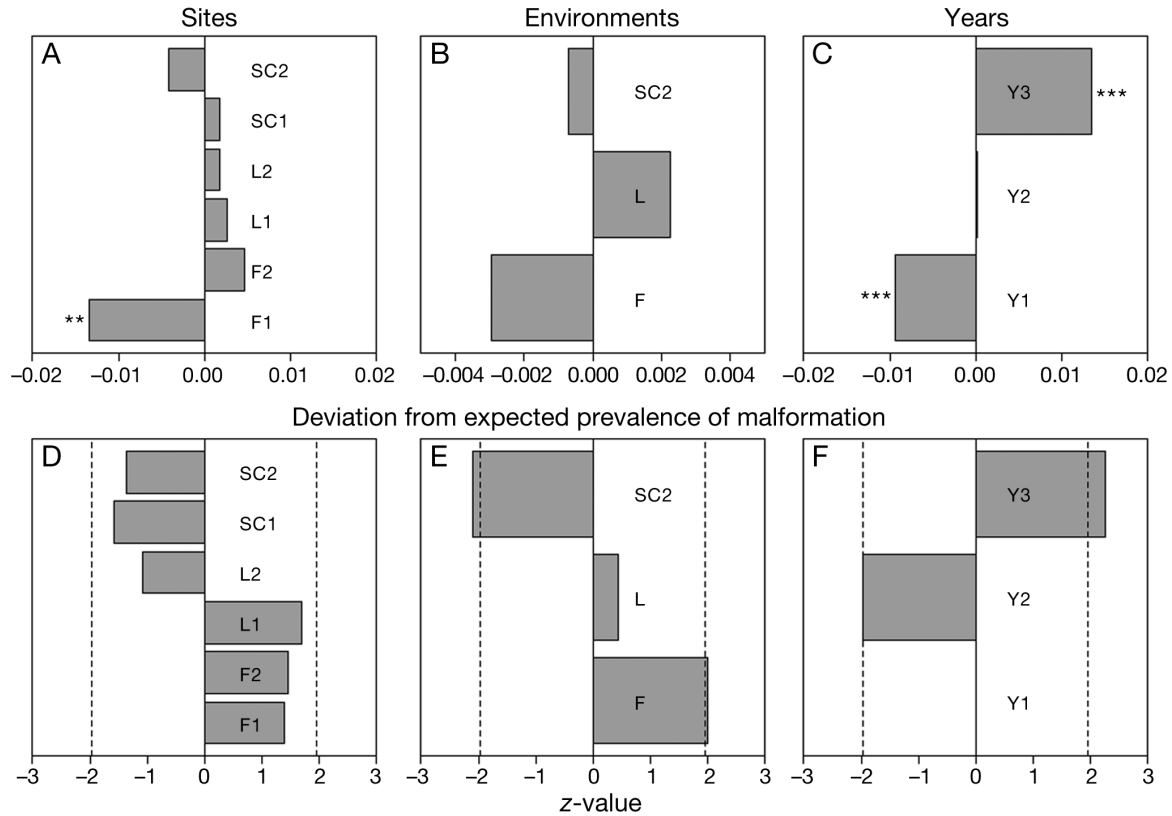 Sites
Environments
Years
A
SC2
SC1
L2
L1
F2
F1
**
−0.02 −0.01 0.00 0.01 0.02
B
SC2
L
F
−0.004 −0.002 0.000 0.002 0.004
C
Y3
***
Y2
Y1
***
−0.02 −0.01 0.00 0.01 0.02
Deviation from expected prevalence of malformation
D
SC2
SC1
L2
L1
F2
F1
−3 −2 −1 0 1 2 3
E
SC2
L
F
−3 −2 −1 0 1 2 3
F
Y3
Y2
Y1
−3 −2 −1 0 1 2 3
z-value